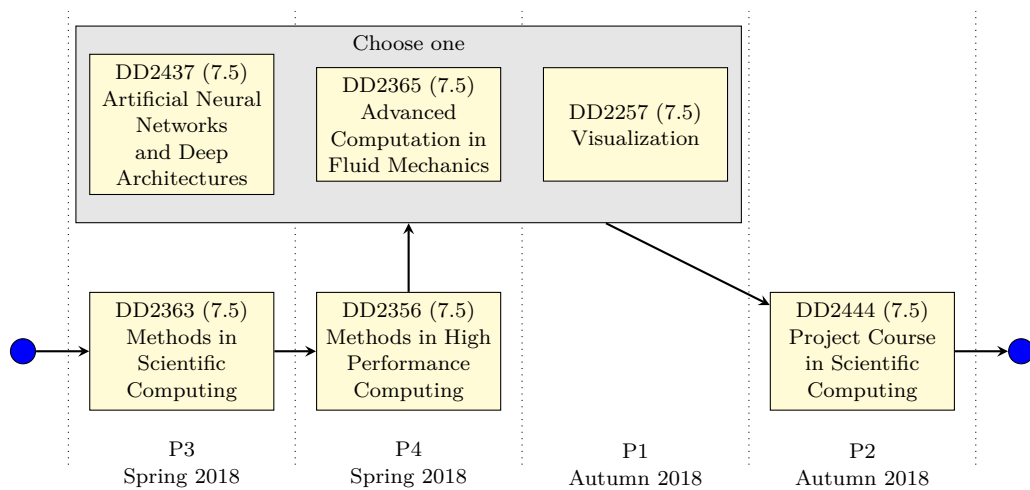 Choose one
DD2437 (7.5)
Artificial Neural
Networks
and Deep
Architectures
DD2365 (7.5)
Advanced
Computation in
Fluid Mechanics
DD2257 (7.5)
Visualization
DD2363 (7.5)
Methods in
Scientific
Computing
DD2356 (7.5)
Methods in High
Performance
Computing
DD2444 (7.5)
Project Course
in Scientific
Computing
P3
Spring 2018
P4
Spring 2018
P1
Autumn 2018
P2
Autumn 2018